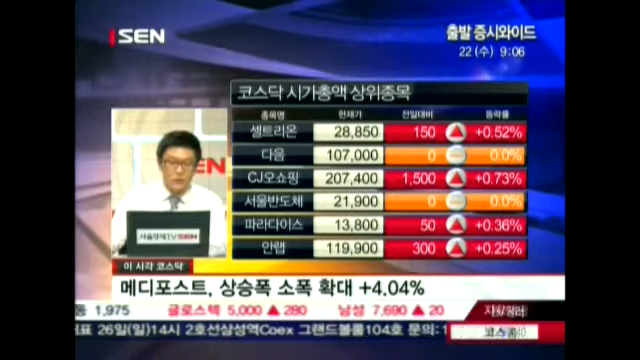 SEN
출발 증시와이드
22 (수) 9:06
코스닥 시가총액 상위종목
종목명 현재가 전일대비 등락률
셀트리온 28,850 150 ▲ +0.52%
다음 107,000 0 0.0%
CJ오쇼핑 207,400 1,500 ▲ +0.73%
서울반도체 21,900 0 0.0%
파라다이스 13,800 50 ▲ +0.36%
안랩 119,900 300 ▲ +0.25%
SEN
서울경제TV SEN
이 시각 코스닥
메디포스트, 상승폭 소폭 확대 +4.04%
동 1,975 글로스텍 5,000 ▲ 280 남성 7,690 ▲ 20
26일(일)14시 2호선삼성역Coex 그랜드볼룸104호 문의: